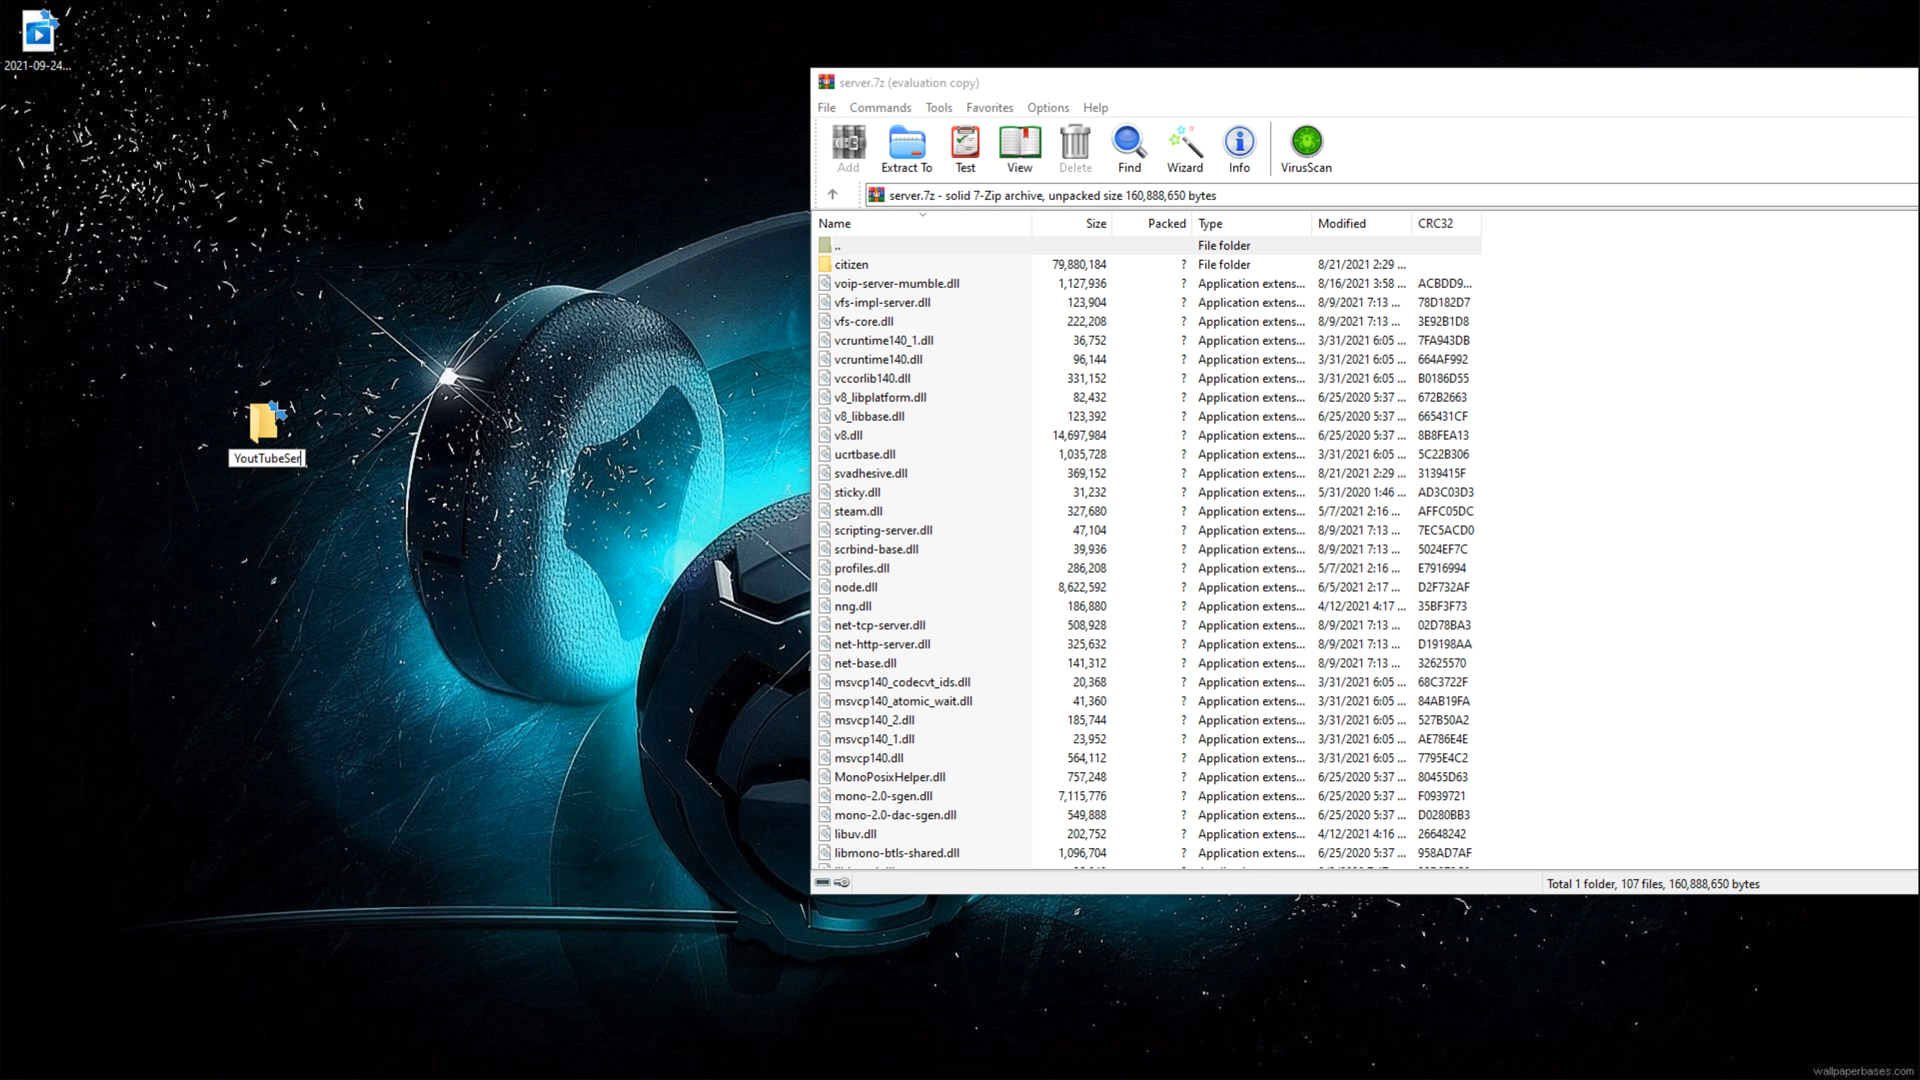 2021-09-24...
YoutTubeSer
server.7z (evaluation copy)
File Commands Tools Favorites Options Help
Add Extract To Test View Delete Find Wizard Info VirusScan
server.7z - solid 7-Zip archive, unpacked size 160,888,650 bytes
Name Size Packed Type Modified CRC32
.. File folder
citizen 79,880,184 ? File folder 8/21/2021 2:29 ...
voip-server-mumble.dll 1,127,936 ? Application extens... 8/16/2021 3:58 ... ACBDD9...
vfs-impl-server.dll 123,904 ? Application extens... 8/9/2021 7:13 ... 78D182D7
vfs-core.dll 222,208 ? Application extens... 8/9/2021 7:13 ... 3E92B1D8
vcruntime140_1.dll 36,752 ? Application extens... 3/31/2021 6:05 ... 7FA943DB
vcruntime140.dll 96,144 ? Application extens... 3/31/2021 6:05 ... 664AF992
vccorlib140.dll 331,152 ? Application extens... 3/31/2021 6:05 ... B0186D55
v8_libplatform.dll 82,432 ? Application extens... 6/25/2020 5:37 ... 672B2663
v8_libbase.dll 123,392 ? Application extens... 6/25/2020 5:37 ... 665431CF
v8.dll 14,697,984 ? Application extens... 6/25/2020 5:37 ... 8B8FEA13
ucrtbase.dll 1,035,728 ? Application extens... 3/31/2021 6:05 ... 5C22B306
svadhesive.dll 369,152 ? Application extens... 8/21/2021 2:29 ... 3139415F
sticky.dll 31,232 ? Application extens... 5/31/2020 1:46 ... AD3C03D3
steam.dll 327,680 ? Application extens... 5/7/2021 2:16 ... AFFC05DC
scripting-server.dll 47,104 ? Application extens... 8/9/2021 7:13 ... 7EC5ACD0
scrbind-base.dll 39,936 ? Application extens... 8/9/2021 7:13 ... 5024EF7C
profiles.dll 286,208 ? Application extens... 5/7/2021 2:16 ... E7916994
node.dll 8,622,592 ? Application extens... 6/5/2021 2:17 ... D2F732AF
nng.dll 186,880 ? Application extens... 4/12/2021 4:17 ... 35BF3F73
net-tcp-server.dll 508,928 ? Application extens... 8/9/2021 7:13 ... 02D78BA3
net-http-server.dll 325,632 ? Application extens... 8/9/2021 7:13 ... D19198AA
net-base.dll 141,312 ? Application extens... 8/9/2021 7:13 ... 32625570
msvcp140_codecvt_ids.dll 20,368 ? Application extens... 3/31/2021 6:05 ... 68C3722F
msvcp140_atomic_wait.dll 41,360 ? Application extens... 3/31/2021 6:05 ... 84AB19FA
msvcp140_2.dll 185,744 ? Application extens... 3/31/2021 6:05 ... 527B50A2
msvcp140_1.dll 23,952 ? Application extens... 3/31/2021 6:05 ... AE786E4E
msvcp140.dll 564,112 ? Application extens... 3/31/2021 6:05 ... 7795E4C2
MonoPosixHelper.dll 757,248 ? Application extens... 6/25/2020 5:37 ... 80455D63
mono-2.0-sgen.dll 7,115,776 ? Application extens... 6/25/2020 5:37 ... F0939721
mono-2.0-dac-sgen.dll 549,888 ? Application extens... 6/25/2020 5:37 ... D0280BB3
libuv.dll 202,752 ? Application extens... 4/12/2021 4:16 ... 26648242
libmono-btls-shared.dll 1,096,704 ? Application extens... 6/25/2020 5:37 ... 958AD7AF
Total 1 folder, 107 files, 160,888,650 bytes
wallpaperbases.com